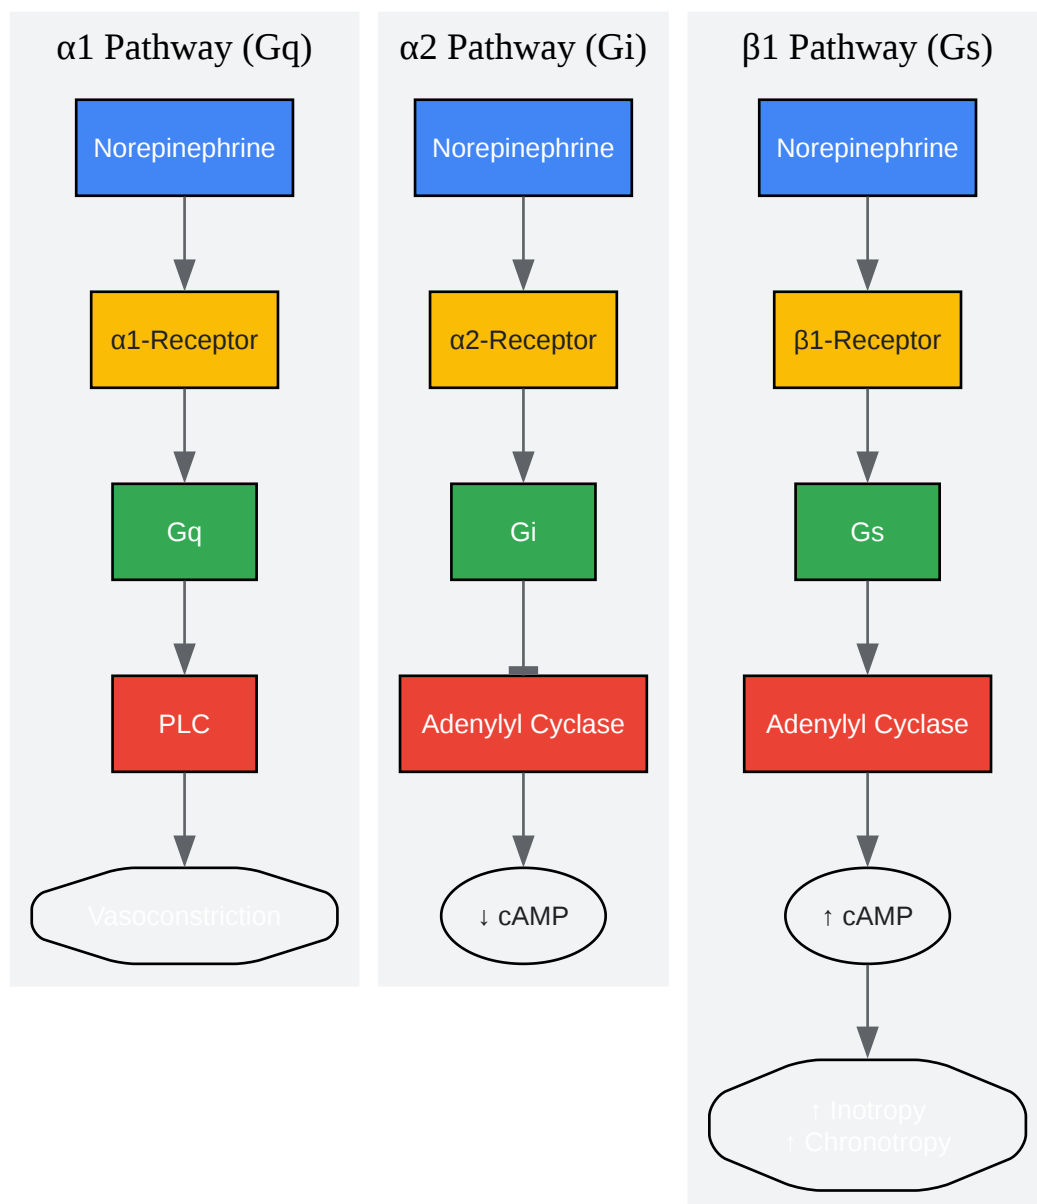 α1 Pathway (Gq)
Norepinephrine
α1-Receptor
Gq
PLC
Vasoconstriction
α2 Pathway (Gi)
Norepinephrine
α2-Receptor
Gi
Adenylyl Cyclase
↓ cAMP
β1 Pathway (Gs)
Norepinephrine
β1-Receptor
Gs
Adenylyl Cyclase
↑ cAMP
↑ Inotropy
↑ Chronotropy